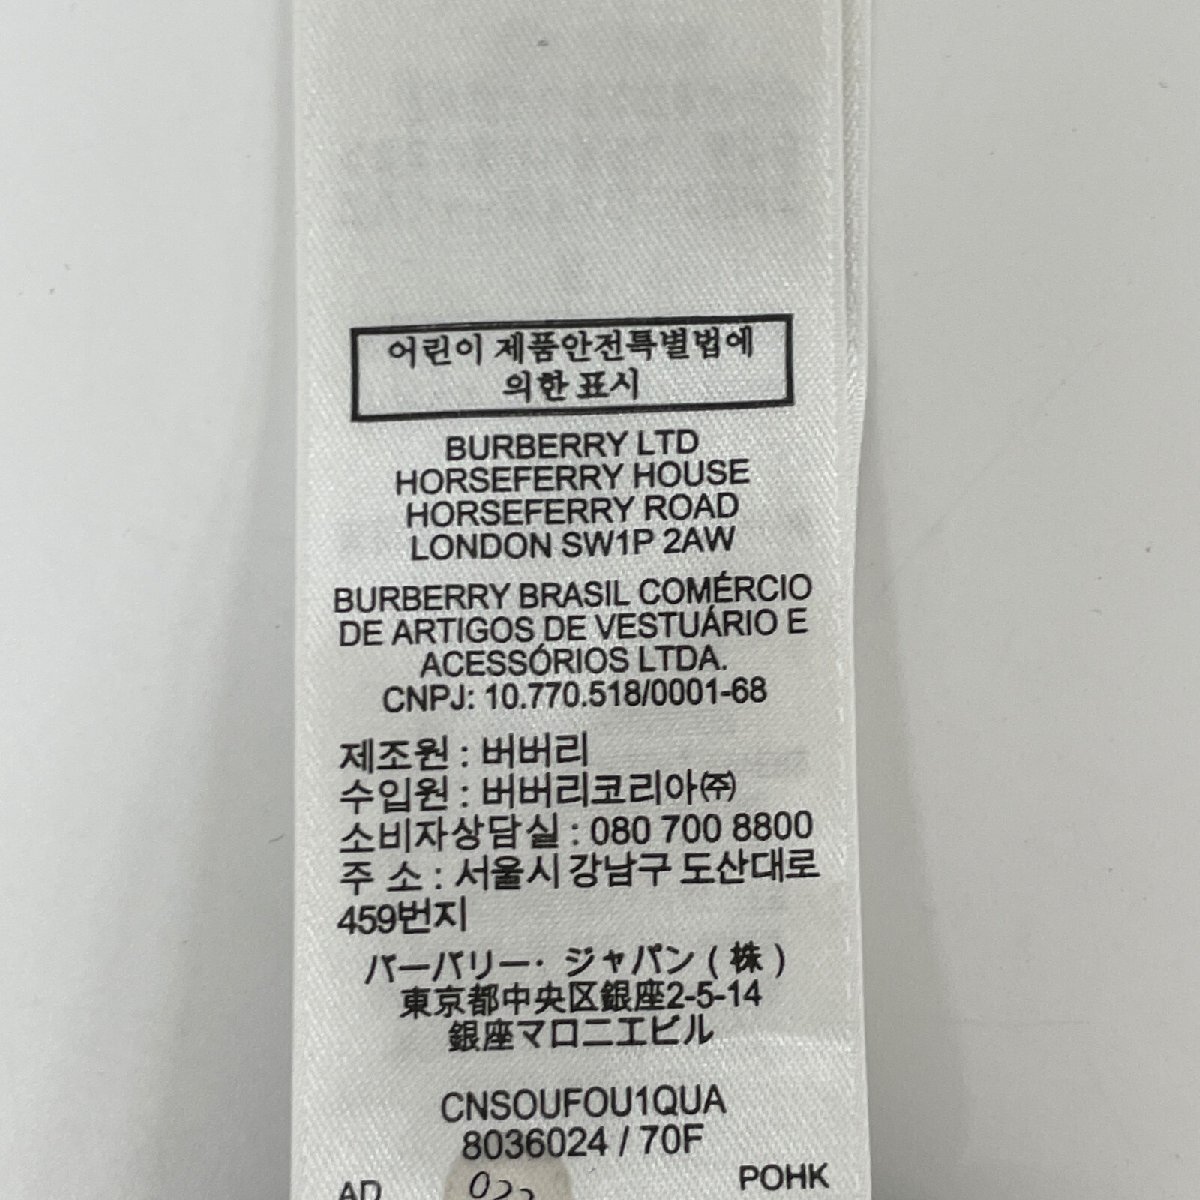 어린이 제품안전특별법에
의한 표시
BURBERRY LTD
HORSEFERRY HOUSE
HORSEFERRY ROAD
LONDON SW1P 2AW
BURBERRY BRASIL COMÉRCIO
DE ARTIGOS DE VESTUÁRIO E
ACESSÓRIOS LTDA.
CNPJ: 10.770.518/0001-68
제조원 : 버버리
수입원 : 버버리코리아㈜
소비자상담실 : 080 700 8800
주 소 : 서울시 강남구 도산대로
459번지
バーバリー・ジャパン ( 株 )
東京都中央区銀座2-5-14
銀座マロニエビル
CNSOUFOU1QUA
8036024 / 70F
AD POHK